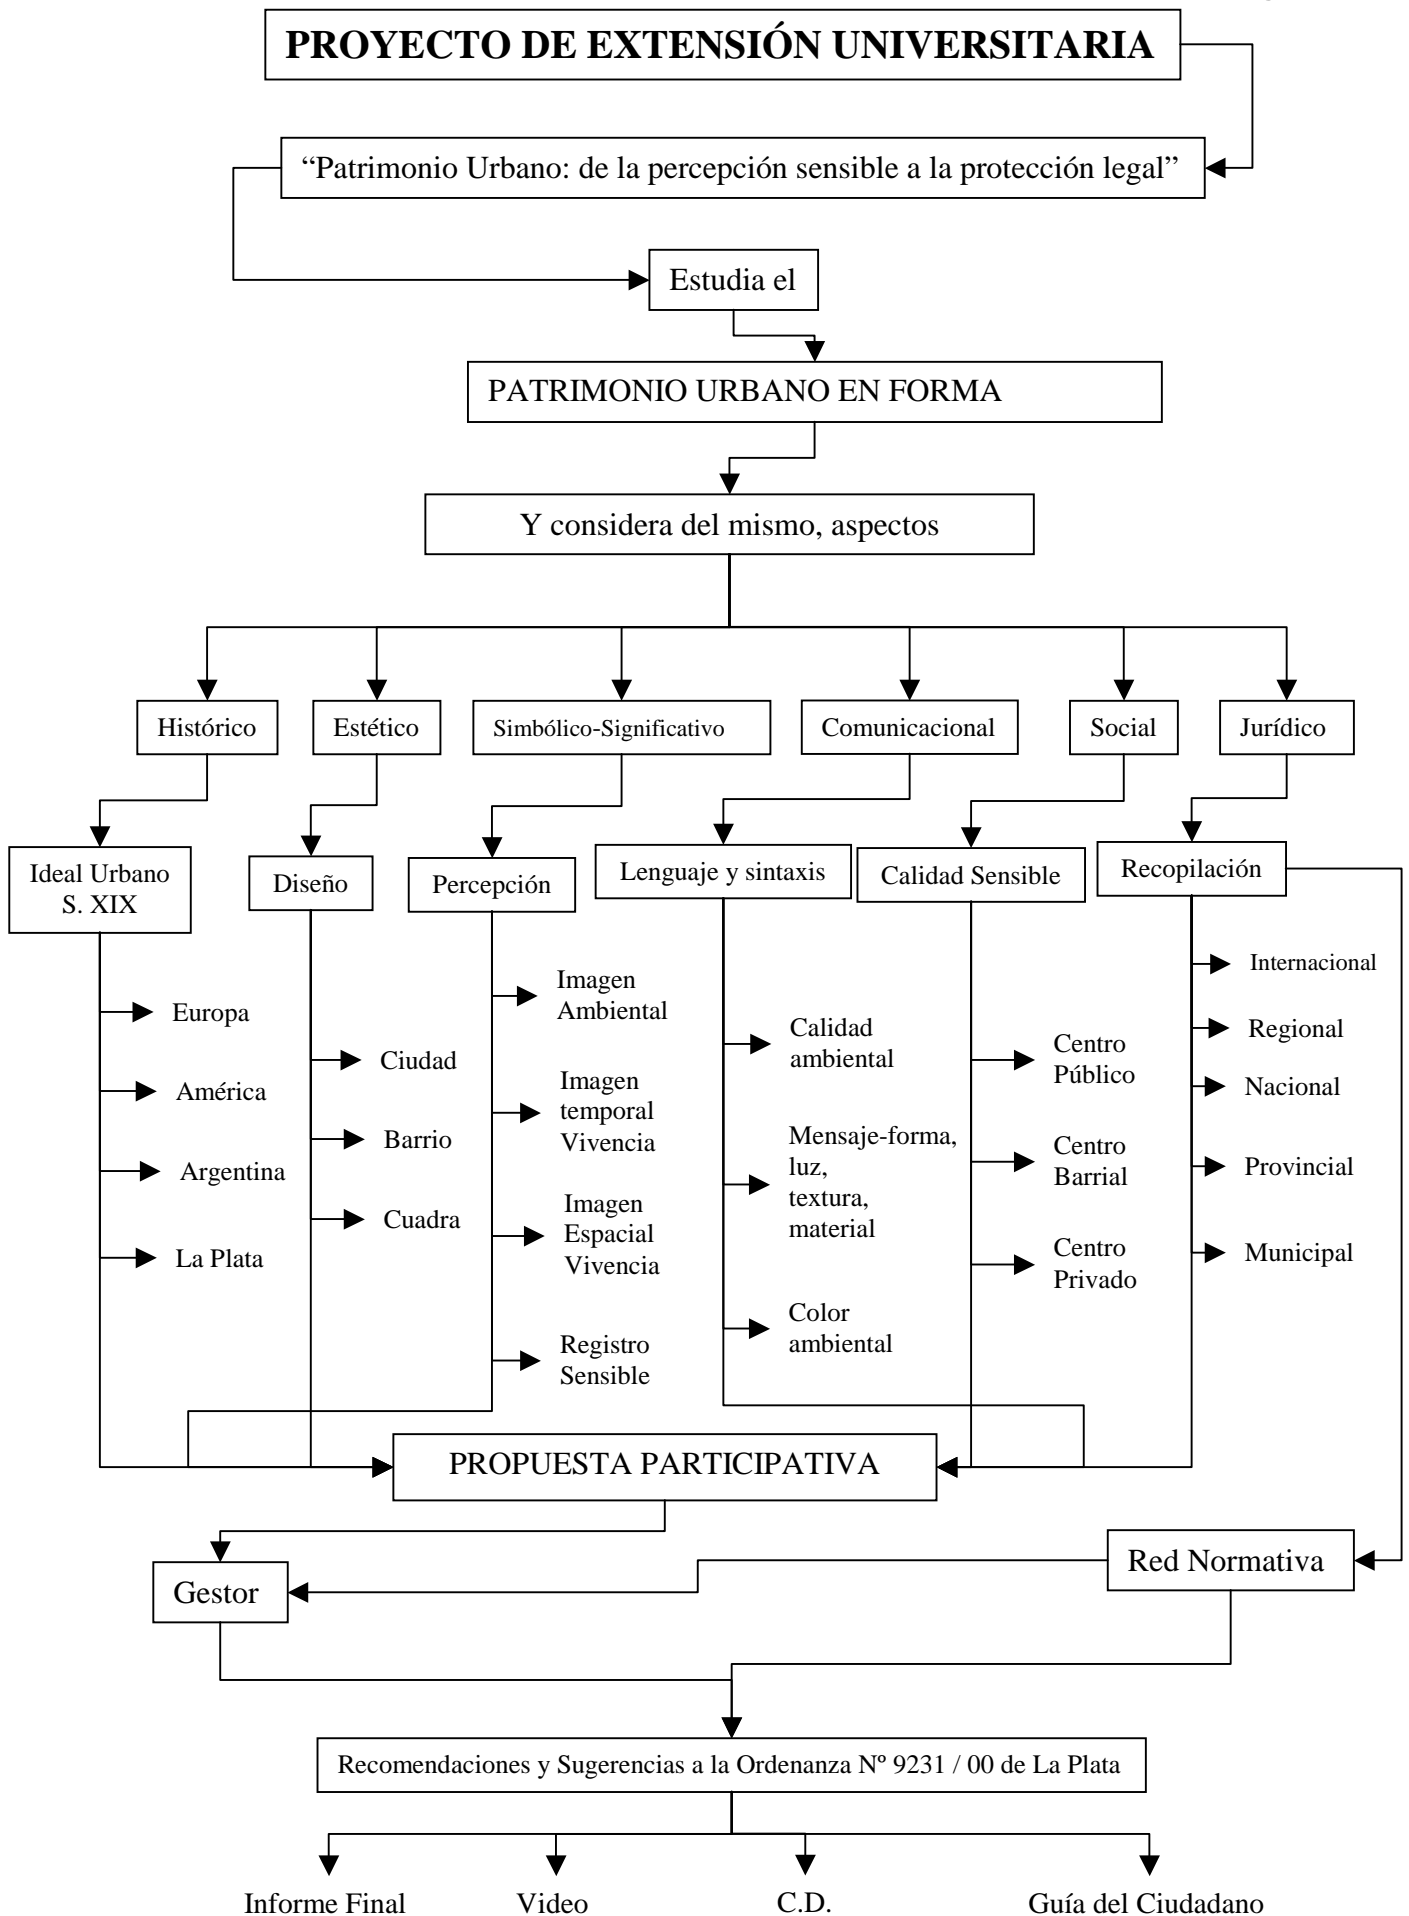 PROYECTO DE EXTENSIÓN UNIVERSITARIA
“Patrimonio Urbano: de la percepción sensible a la protección legal”
Estudia el
PATRIMONIO URBANO EN FORMA
Y considera del mismo, aspectos
Histórico
Estético
Simbólico-Significativo
Comunicacional
Social
Jurídico
Ideal Urbano
S. XIX
Diseño
Percepción
Lenguaje y sintaxis
Calidad Sensible
Recopilación
Europa
América
Argentina
La Plata
Ciudad
Barrio
Cuadra
Imagen
Ambiental
Imagen
temporal
Vivencia
Imagen
Espacial
Vivencia
Registro
Sensible
Calidad
ambiental
Mensaje-forma,
luz,
textura,
material
Color
ambiental
Centro
Público
Centro
Barrial
Centro
Privado
Internacional
Regional
Nacional
Provincial
Municipal
PROPUESTA PARTICIPATIVA
Gestor
Red Normativa
Recomendaciones y Sugerencias a la Ordenanza Nº 9231 / 00 de La Plata
Informe Final
Video
C.D.
Guía del Ciudadano